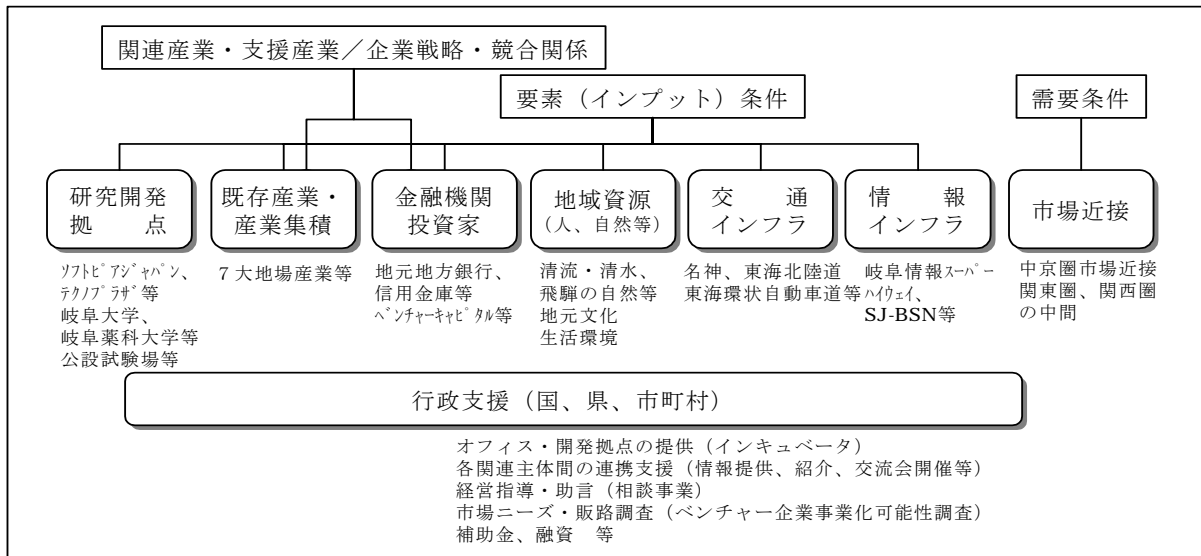 関連産業・支援産業／企業戦略・競合関係
要素（インプット）条件
需要条件
研究開発
拠　点
既存産業・
産業集積
金融機関
投資家
地域資源
（人、自然等）
交　通
インフラ
情　報
インフラ
市場近接
ｿﾌﾄﾋﾟｱｼﾞｬﾊﾟﾝ、
ﾃｸﾉﾌﾟﾗｻﾞ等
岐阜大学、
岐阜薬科大学等
公設試験場等
７大地場産業等
地元地方銀行、
信用金庫等
ﾍﾞﾝﾁｬｰｷｬﾋﾟﾀﾙ等
清流・清水、
飛騨の自然等
地元文化
生活環境
名神、東海北陸道
東海環状自動車道等
岐阜情報ｽｰﾊﾟｰ
ﾊｲｳｪｲ、
SJ-BSN等
中京圏市場近接
関東圏、関西圏
の中間
行政支援（国、県、市町村）
オフィス・開発拠点の提供（インキュベータ）
各関連主体間の連携支援（情報提供、紹介、交流会開催等）
経営指導・助言（相談事業）
市場ニーズ・販路調査（ベンチャー企業事業化可能性調査）
補助金、融資　等